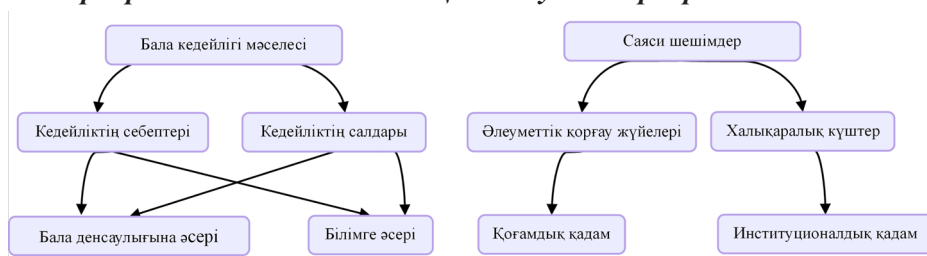 Бала кедейлігі мәселесі
Саяси шешімдер
Кедейліктің себептері
Кедейліктің салдары
Әлеуметтік қорғау жүйелері
Халықаралық күштер
Бала денсаулығына әсері
Білімге әсері
Қоғамдық қадам
Институционалдық қадам